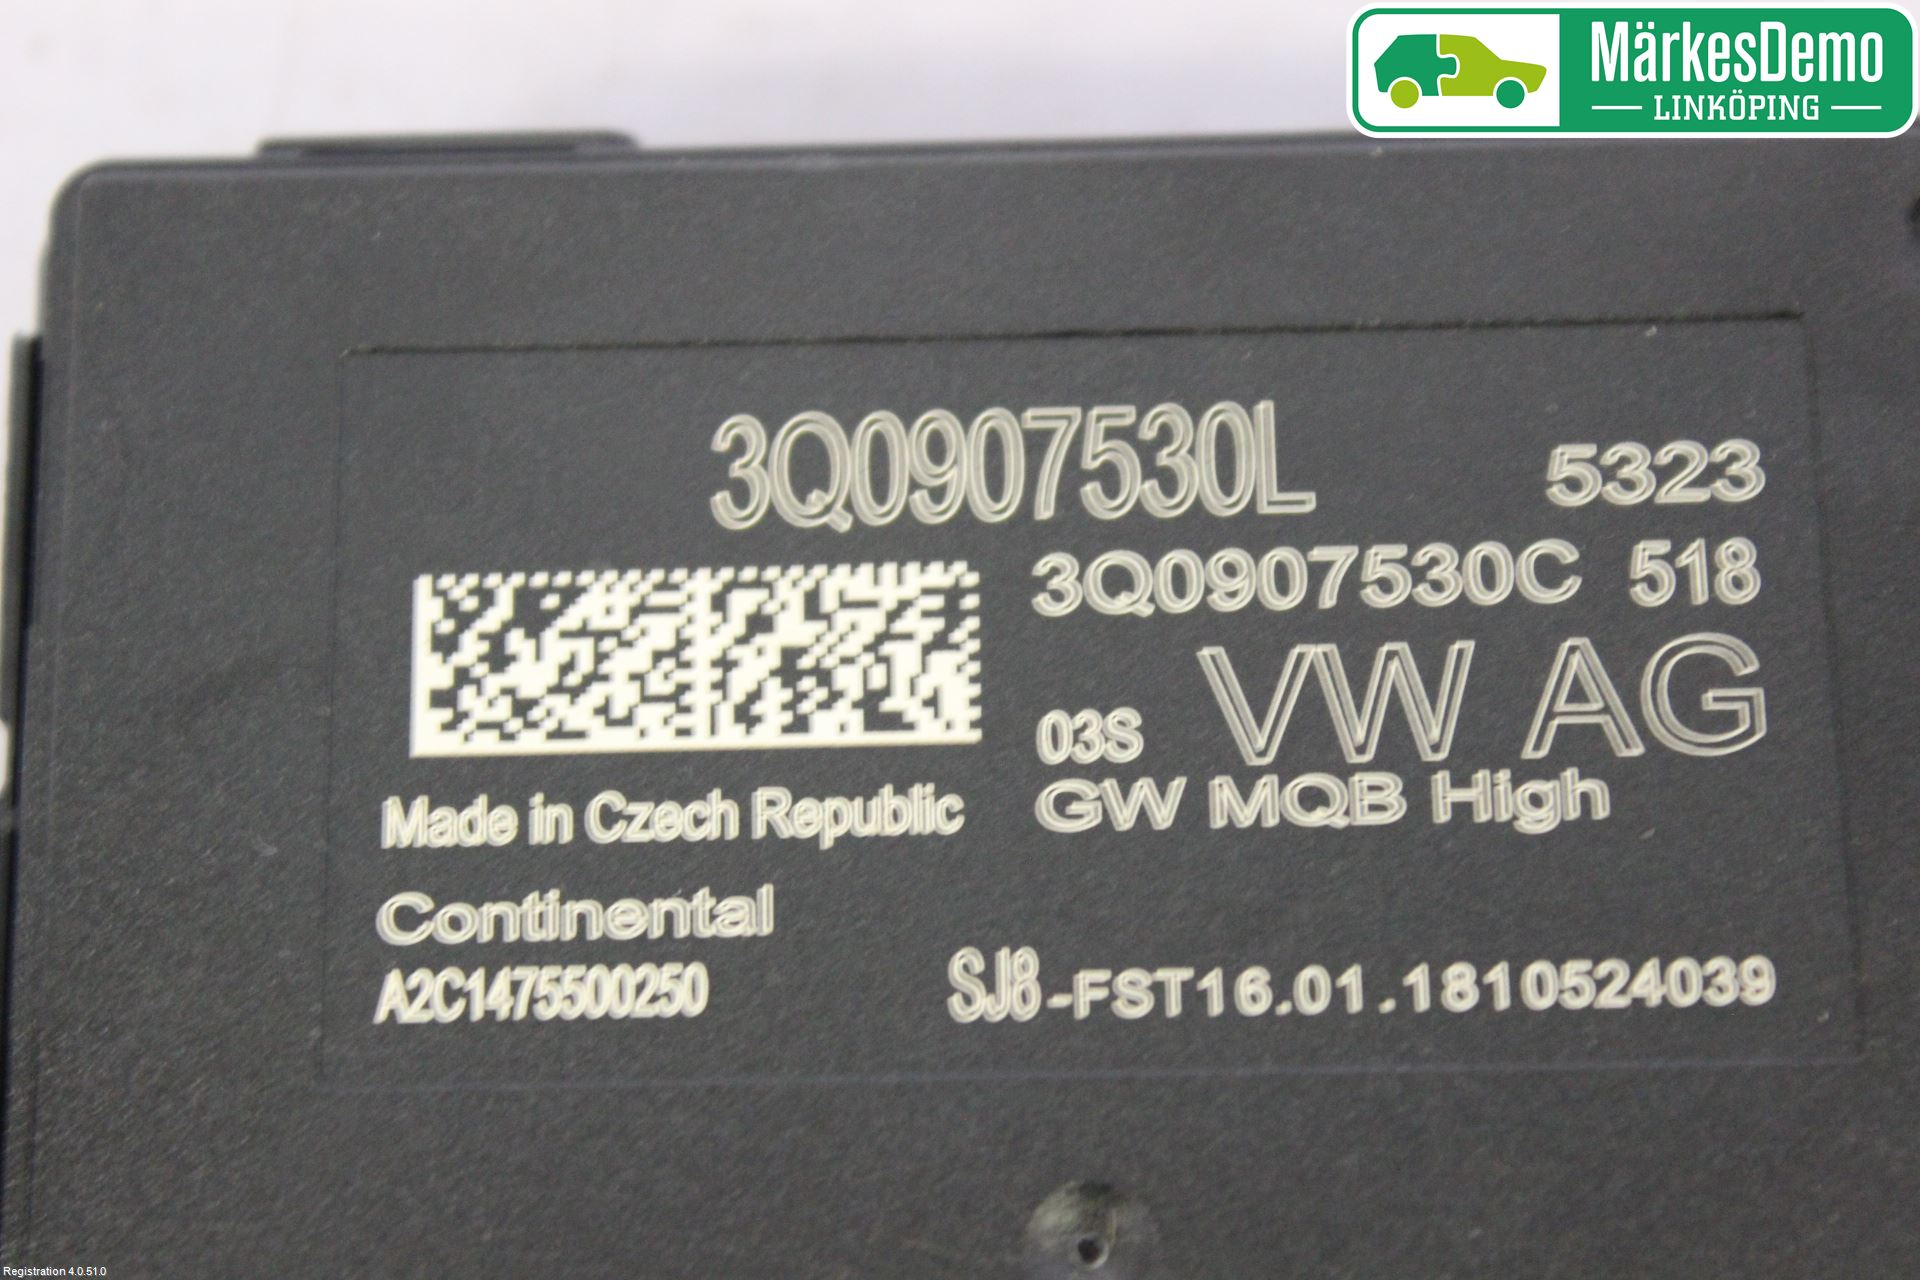 MärkesDemo
LINKÖPING
3Q0907530L 5323
3Q0907530C 518
03S VW AG
GW MQB High
Made in Czech Republic
Continental
A2C1475500250
SJ8-FST16.01.1810524039
Registration 4.0.51.0